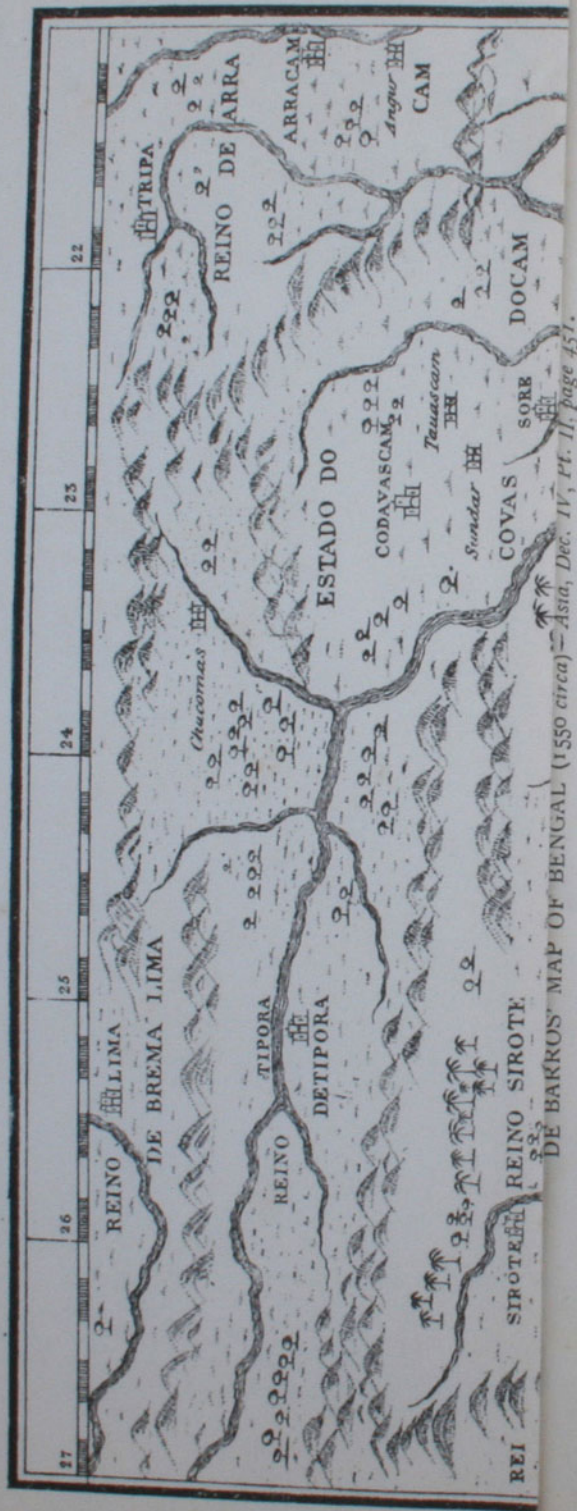 27 26 25 24 23 22
REINO LIMA
DE BREMA LIMA
Chacomas
TRIPA
REINO DE ARRA
ARRACAM
Angur
CAM
TIPORA
REINO
DETIPORA
ESTADO DO
CODAVASCAM
Tauascan
Sundar
COVAS
SORE
DOCAM
REI
SIROTE
REINO SIROTE
DE BARROS' MAP OF BENGAL (1550 circa)—Asia, Dec. IV, Pt. II, page 451.